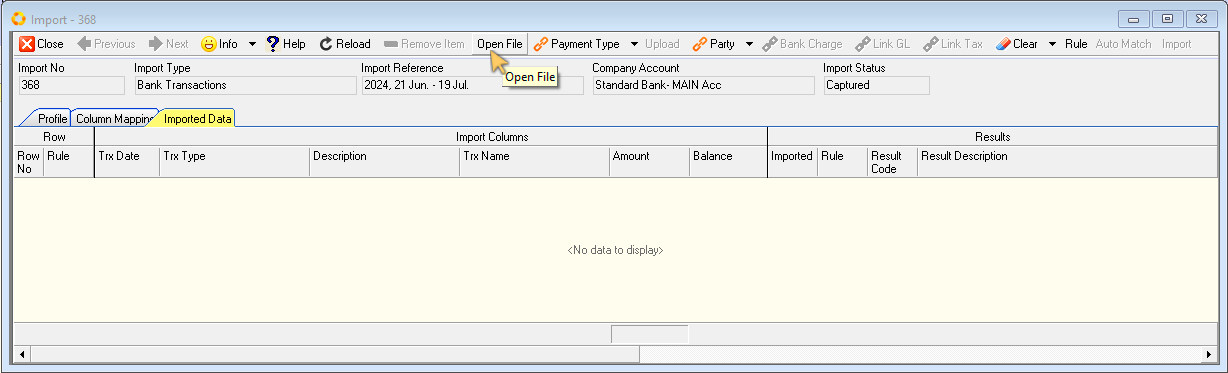 Import - 368
Close Previous Next Info Help Reload Remove Item Open File Payment Type Upload Party Bank Charge Link GL Link Tax Clear Rule Auto Match Import
Open File
Import No Import Type Import Reference Company Account Import Status
368 Bank Transactions 2024, 21 Jun. - 19 Jul. Standard Bank- MAIN Acc Captured
Profile Column Mapping Imported Data
Row Import Columns Results
Row No Rule Trx Date Trx Type Description Trx Name Amount Balance Imported Rule Result Code Result Description
<No data to display>